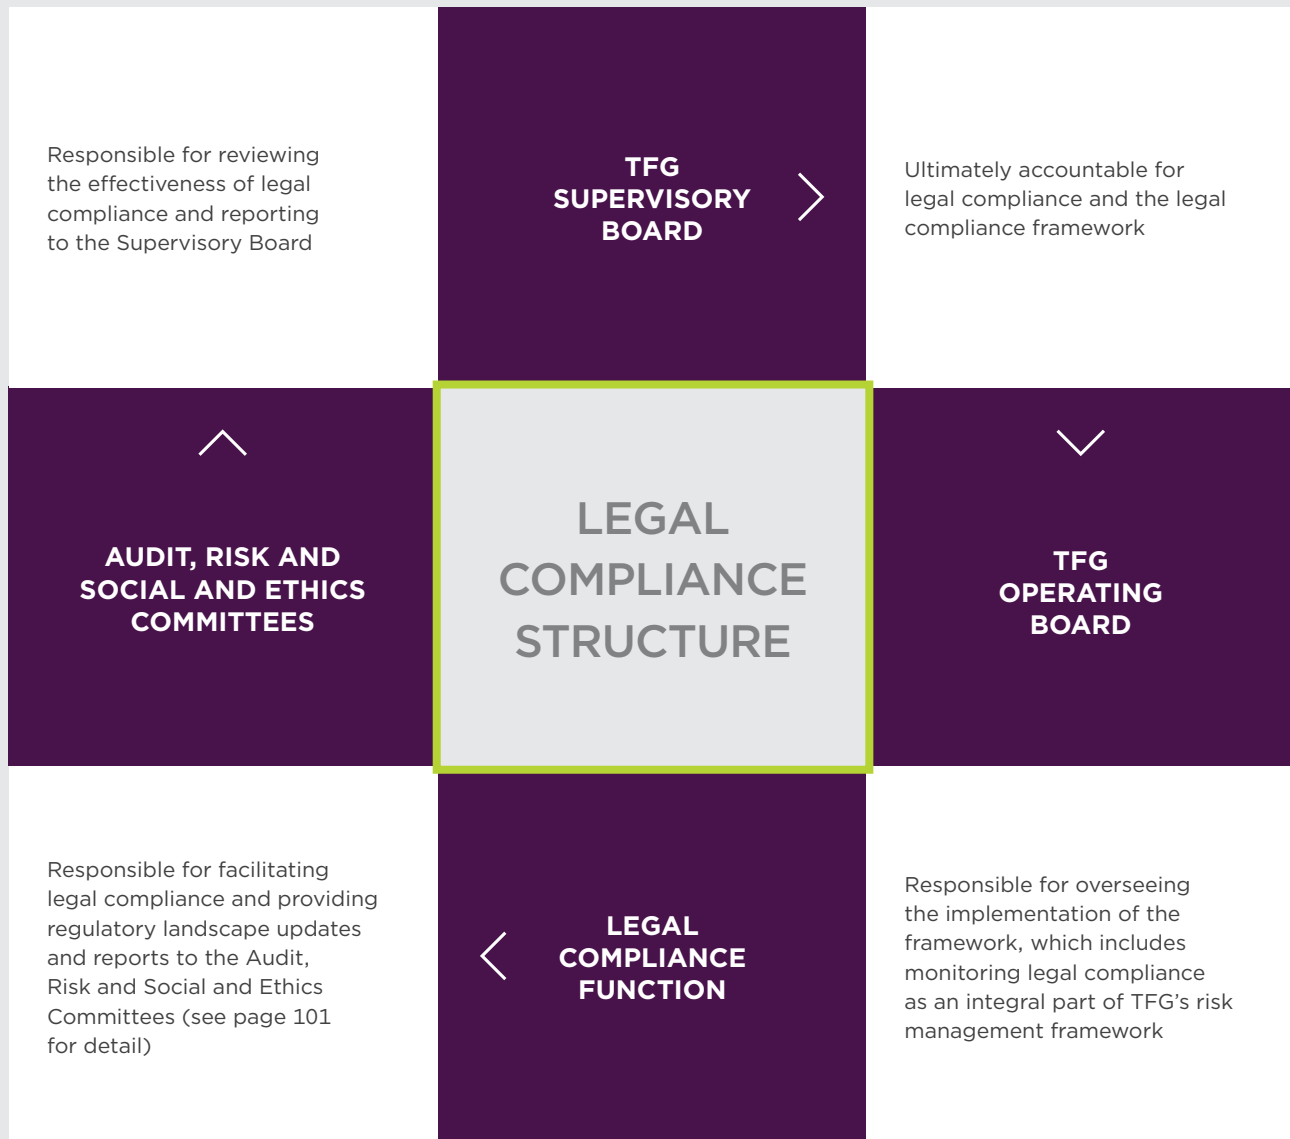 Responsible for reviewing
the effectiveness of legal
compliance and reporting
to the Supervisory Board
TFG
SUPERVISORY
BOARD
Ultimately accountable for
legal compliance and the legal
compliance framework
AUDIT, RISK AND
SOCIAL AND ETHICS
COMMITTEES
LEGAL
COMPLIANCE
STRUCTURE
TFG
OPERATING
BOARD
Responsible for facilitating
legal compliance and providing
regulatory landscape updates
and reports to the Audit,
Risk and Social and Ethics
Committees (see page 101
for detail)
LEGAL
COMPLIANCE
FUNCTION
Responsible for overseeing
the implementation of the
framework, which includes
monitoring legal compliance
as an integral part of TFG’s risk
management framework